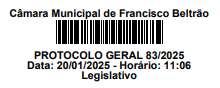 Câmara Municipal de Francisco Beltrão
PROTOCOLO GERAL 83/2025
Data: 20/01/2025 - Horário: 11:06
Legislativo